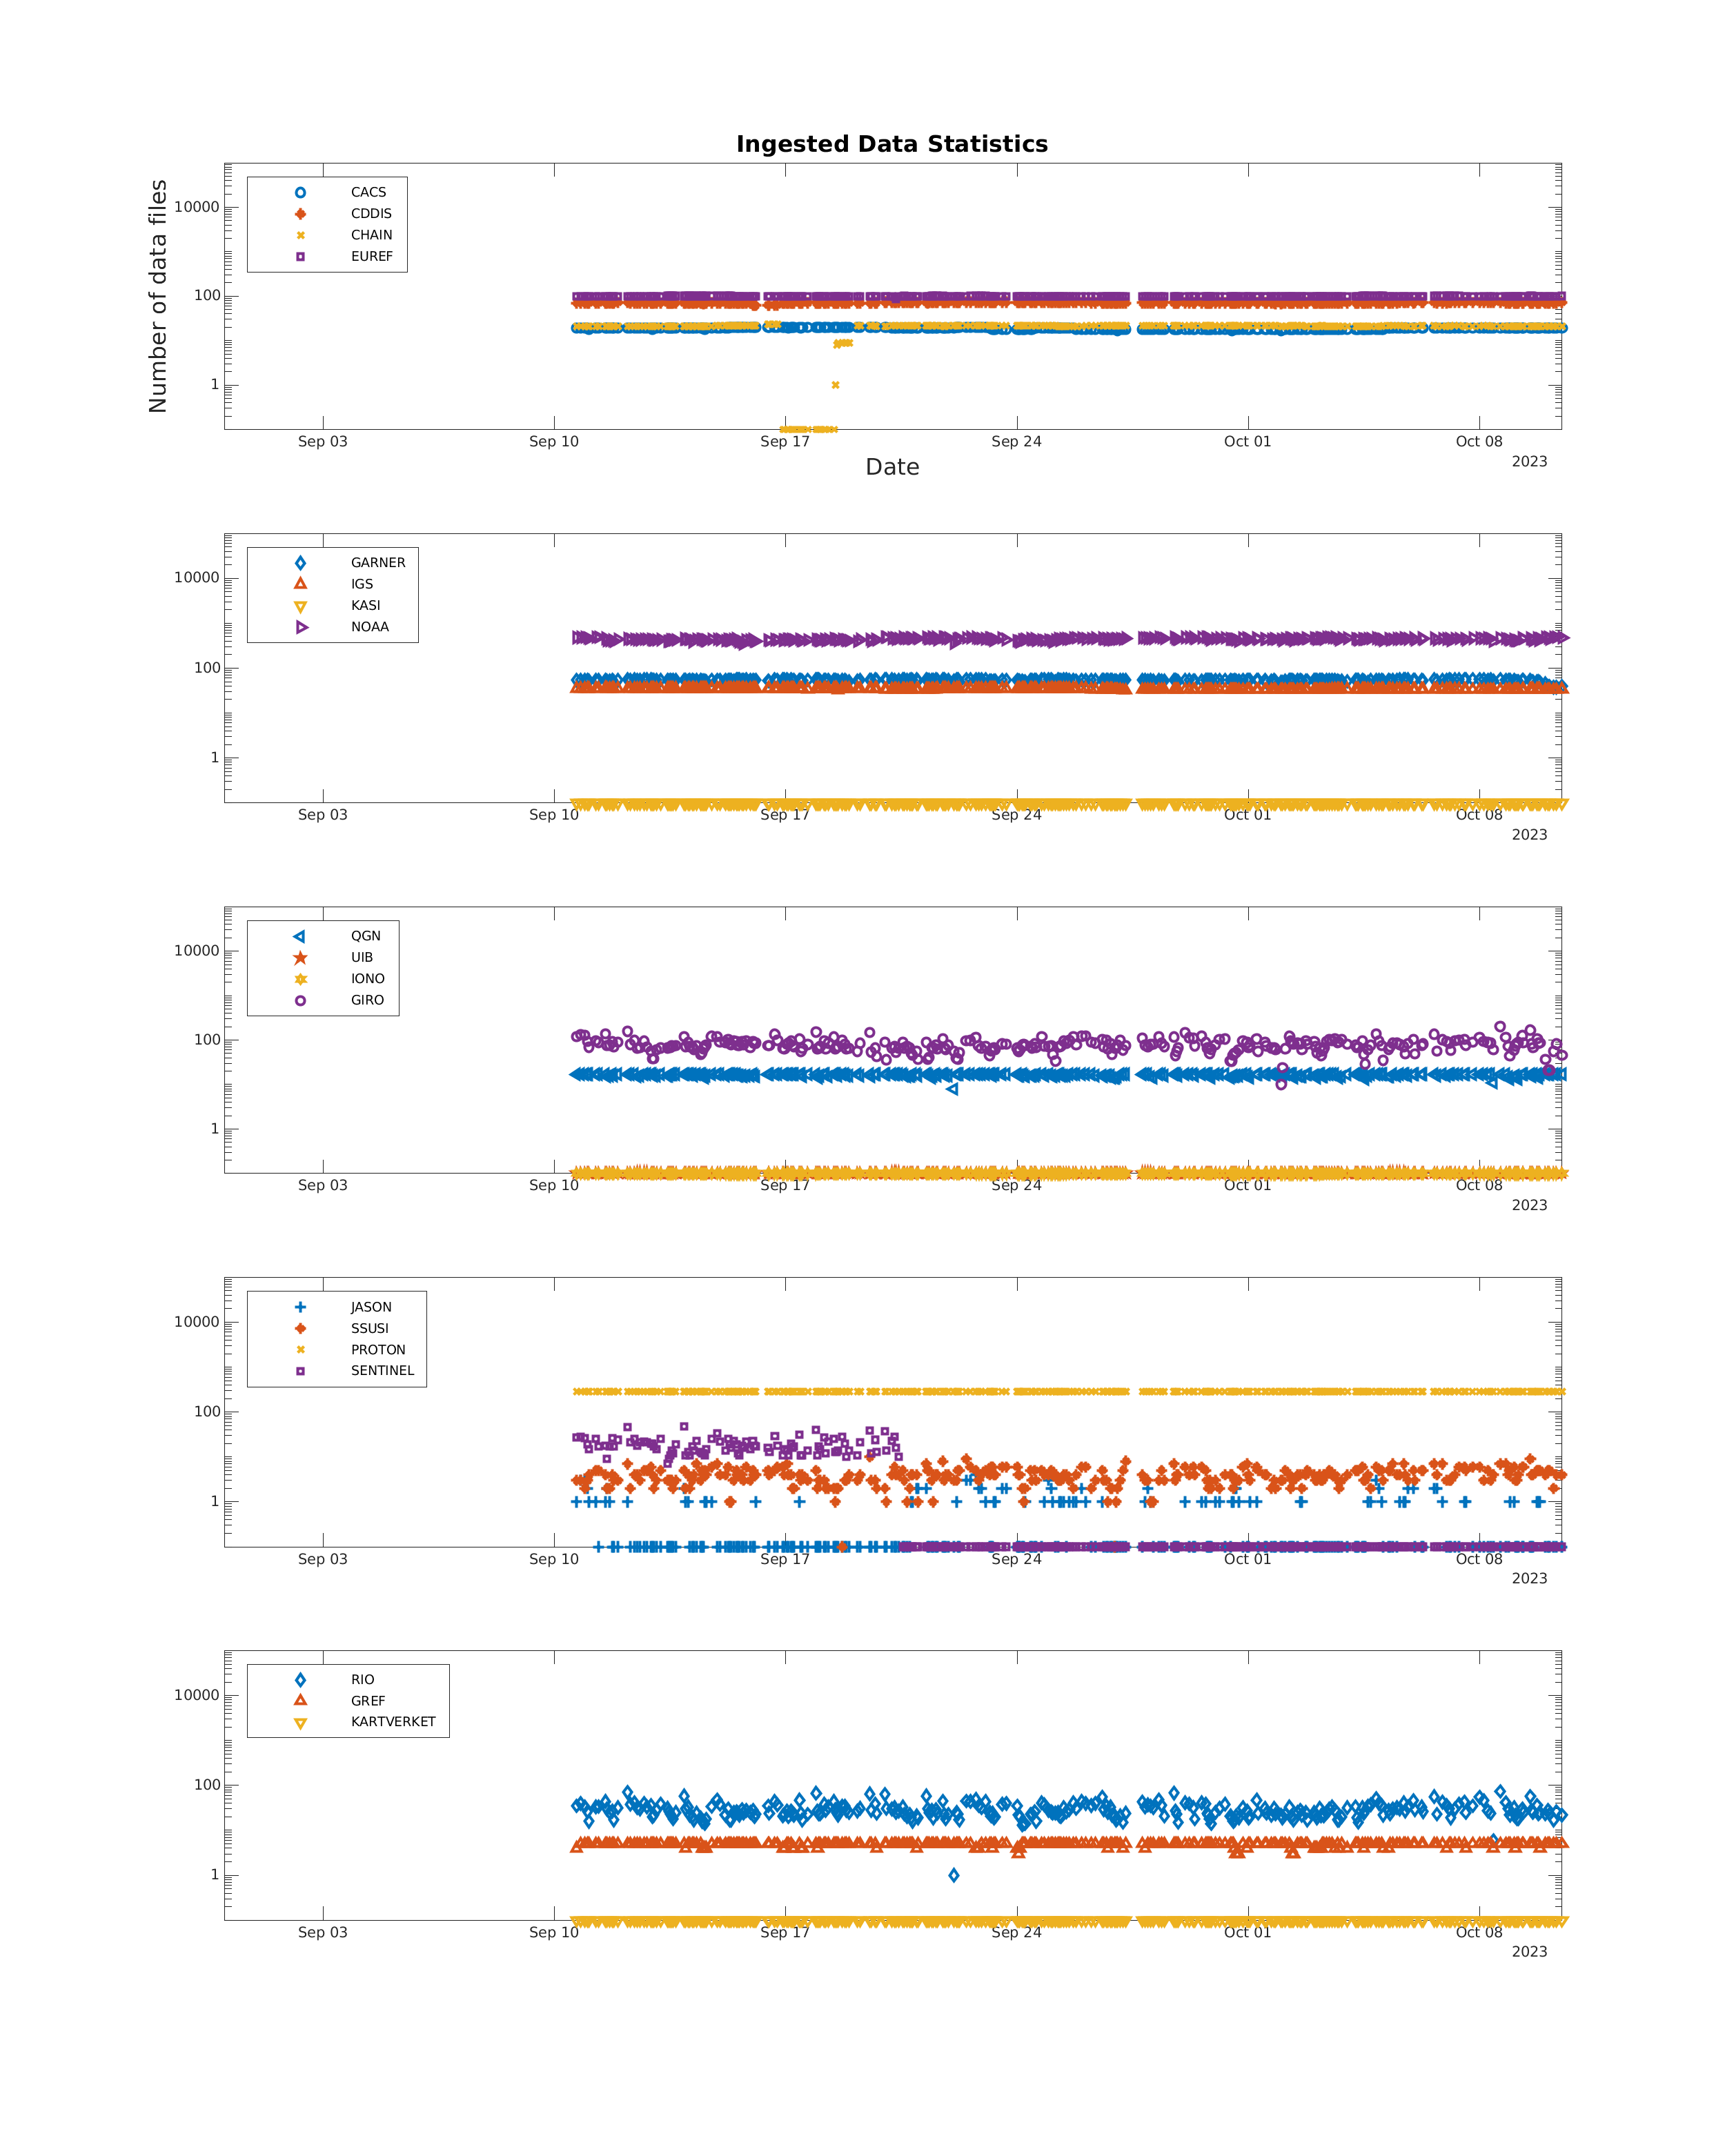 Ingested Data Statistics
Number of data files
10000
100
1
CACS
CDDIS
CHAIN
EUREF
Sep 03 Sep 10 Sep 17 Sep 24 Oct 01 Oct 08
2023
Date
10000
100
1
GARNER
IGS
KASI
NOAA
Sep 03 Sep 10 Sep 17 Sep 24 Oct 01 Oct 08
2023
10000
100
1
QGN
UIB
IONO
GIRO
Sep 03 Sep 10 Sep 17 Sep 24 Oct 01 Oct 08
2023
10000
100
1
JASON
SSUSI
PROTON
SENTINEL
Sep 03 Sep 10 Sep 17 Sep 24 Oct 01 Oct 08
2023
10000
100
1
RIO
GREF
KARTVERKET
Sep 03 Sep 10 Sep 17 Sep 24 Oct 01 Oct 08
2023